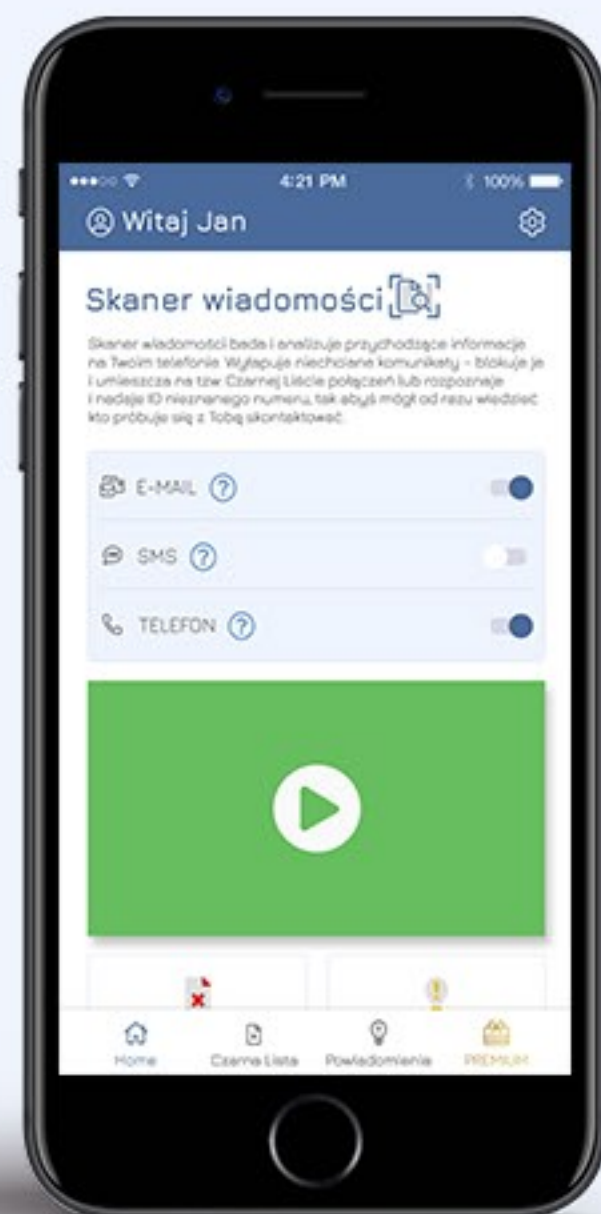 4:21 PM
100%
Witaj Jan
Skaner wiadomości
Skaner wiadomości bada i analizuje przychodzące informacje
na Twoim telefonie. Wyłapuje niechciane komunikaty - blokuje je
i umieszcza na tzw Czarnej Liście połączeń lub rozpoznaje
i nadaje ID nieznanego numeru, tak abyś mógł od razu wiedzieć
kto próbuje się z Tobą skontaktować.
E-MAIL ?
SMS ?
TELEFON ?
Home
Czarna Lista
Powiadomienia
PREMIUM